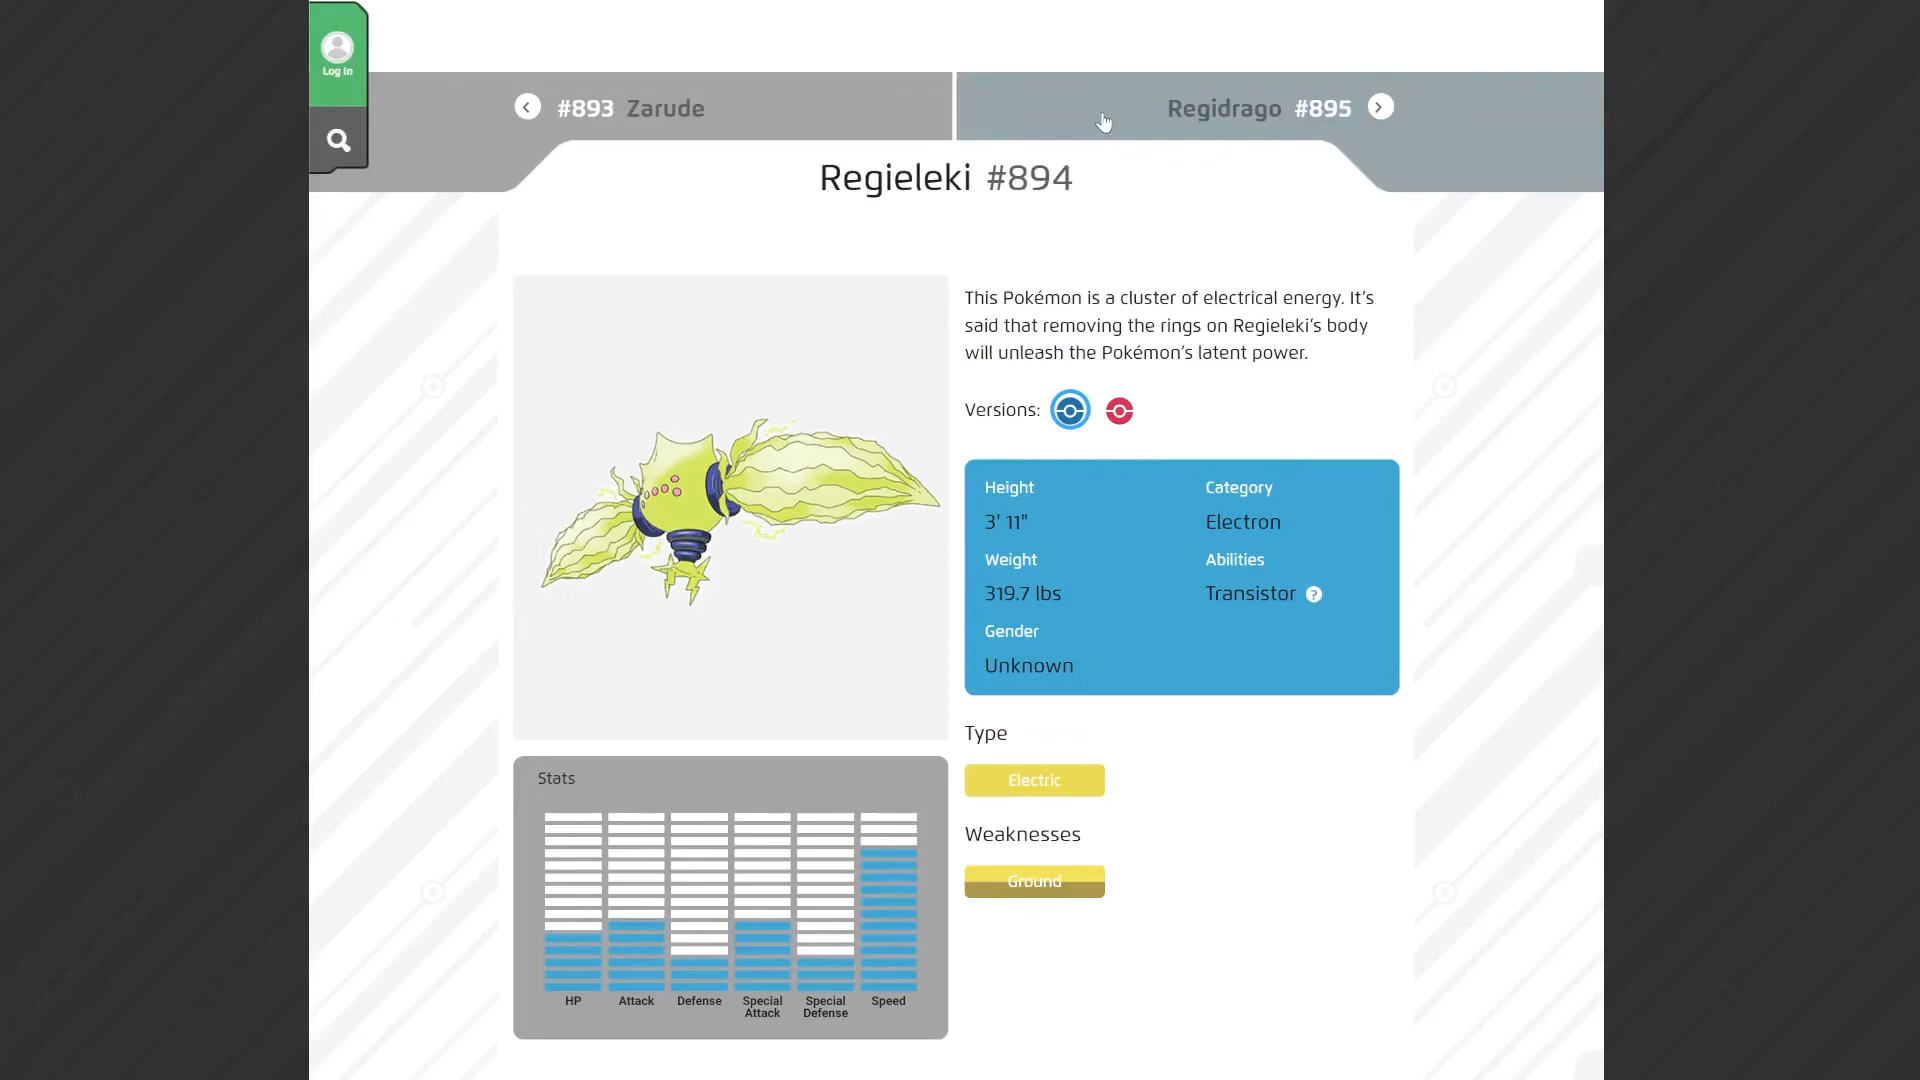 Log In
#893 Zarude
Regidrago #895
Regieleki #894
This Pokémon is a cluster of electrical energy. It’s
said that removing the rings on Regieleki’s body
will unleash the Pokémon’s latent power.
Versions:
Height
3' 11"
Weight
319.7 lbs
Gender
Unknown
Category
Electron
Abilities
Transistor ?
Type
Electric
Weaknesses
Ground
Stats
HP
Attack
Defense
Special
Attack
Special
Defense
Speed